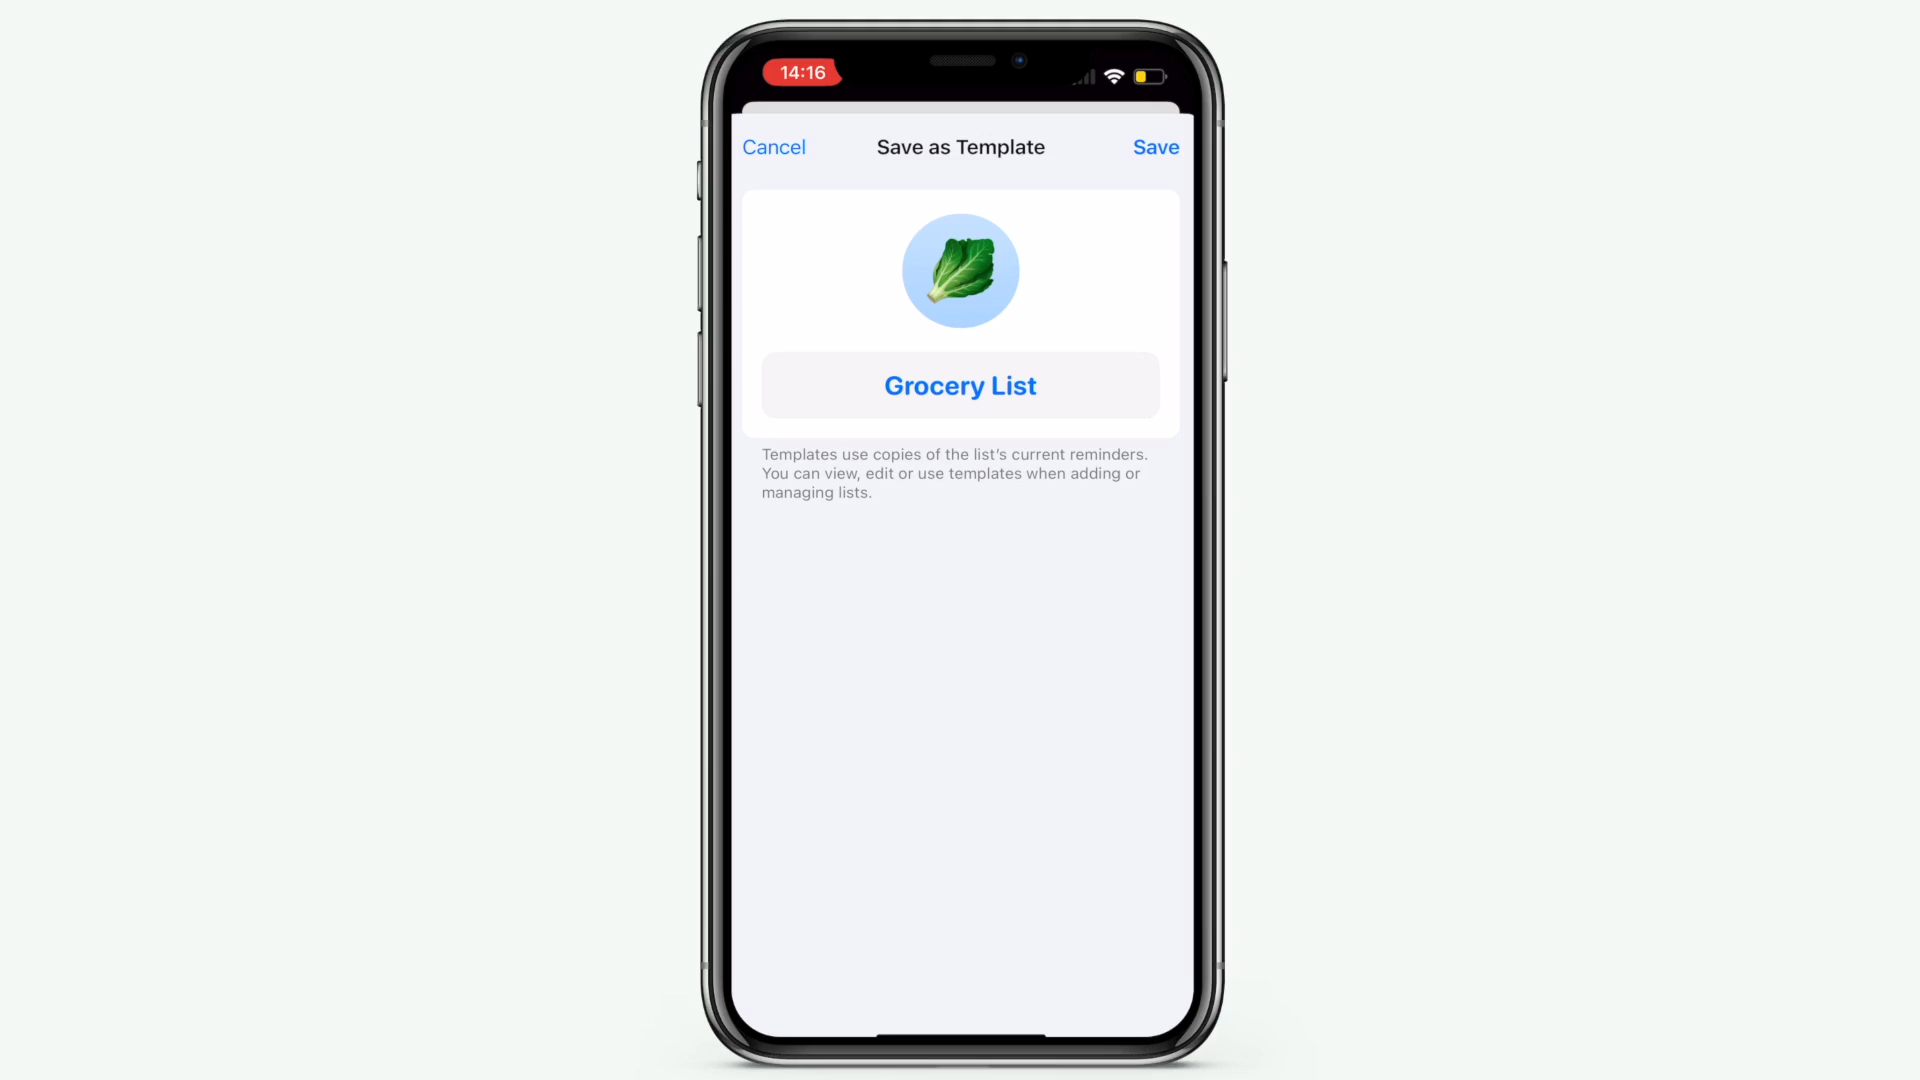 14:16
Cancel Save as Template Save
Grocery List
Templates use copies of the list’s current reminders.
You can view, edit or use templates when adding or
managing lists.